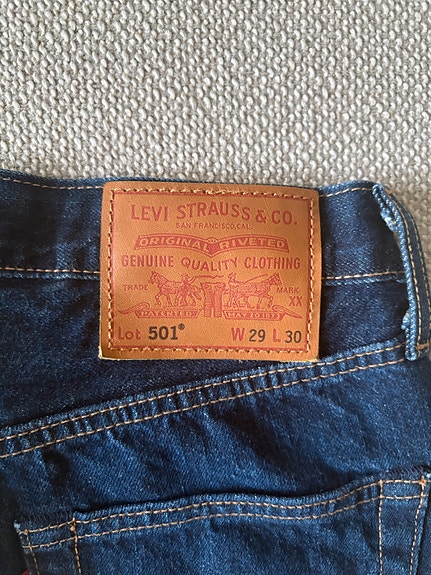 LEVI STRAUSS & CO.
SAN FRANCISCO, CAL.
ORIGINAL RIVETED
GENUINE QUALITY CLOTHING
TRADE MARK
XX
PATENTED MAY 20 1873
Lot 501® W 29 L 30